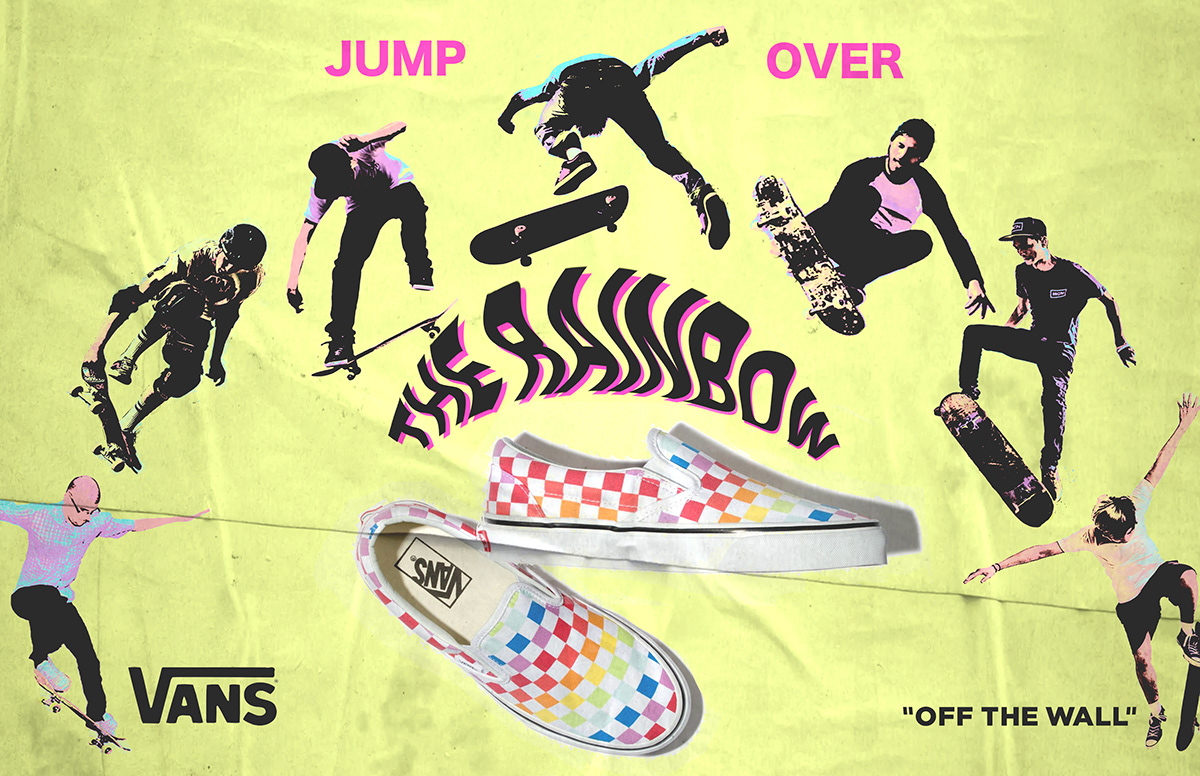 JUMP OVER
THE RAINBOW
VANS
VANS
"OFF THE WALL"